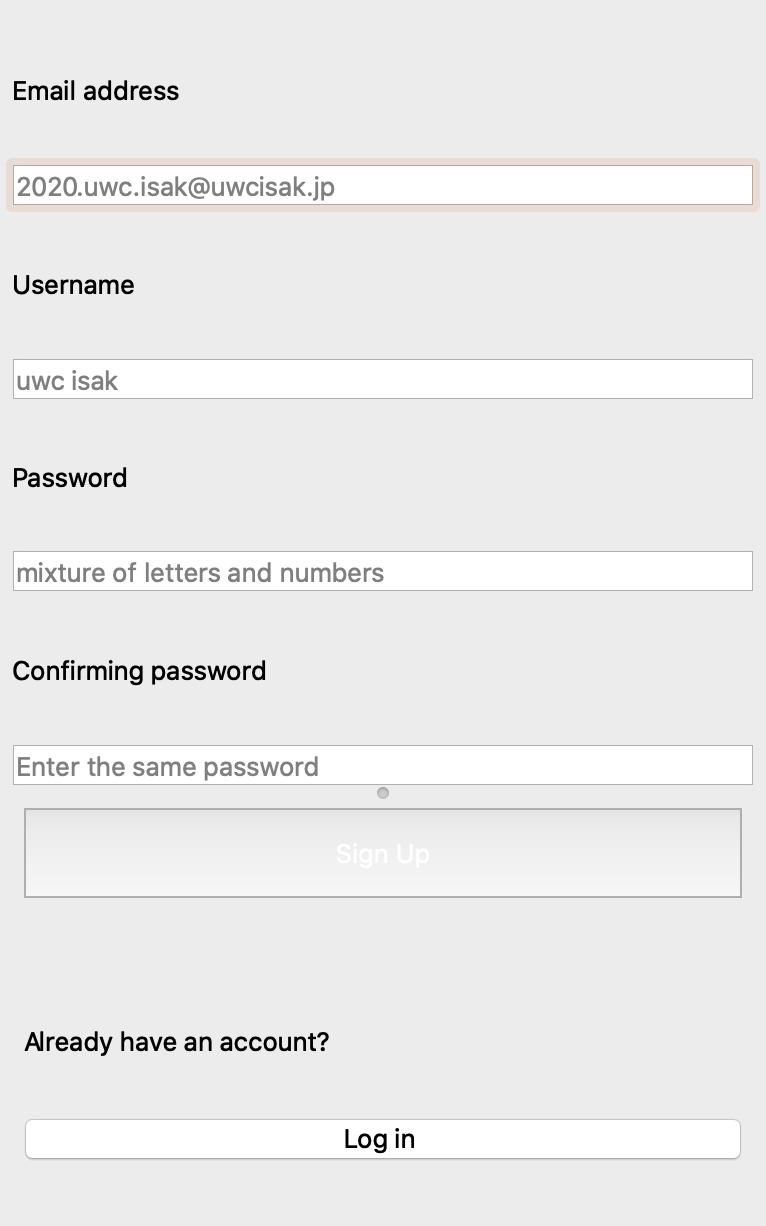 Email address
2020.uwc.isak@uwcisak.jp
Username
uwc isak
Password
mixture of letters and numbers
Confirming password
Enter the same password
Sign Up
Already have an account?
Log in